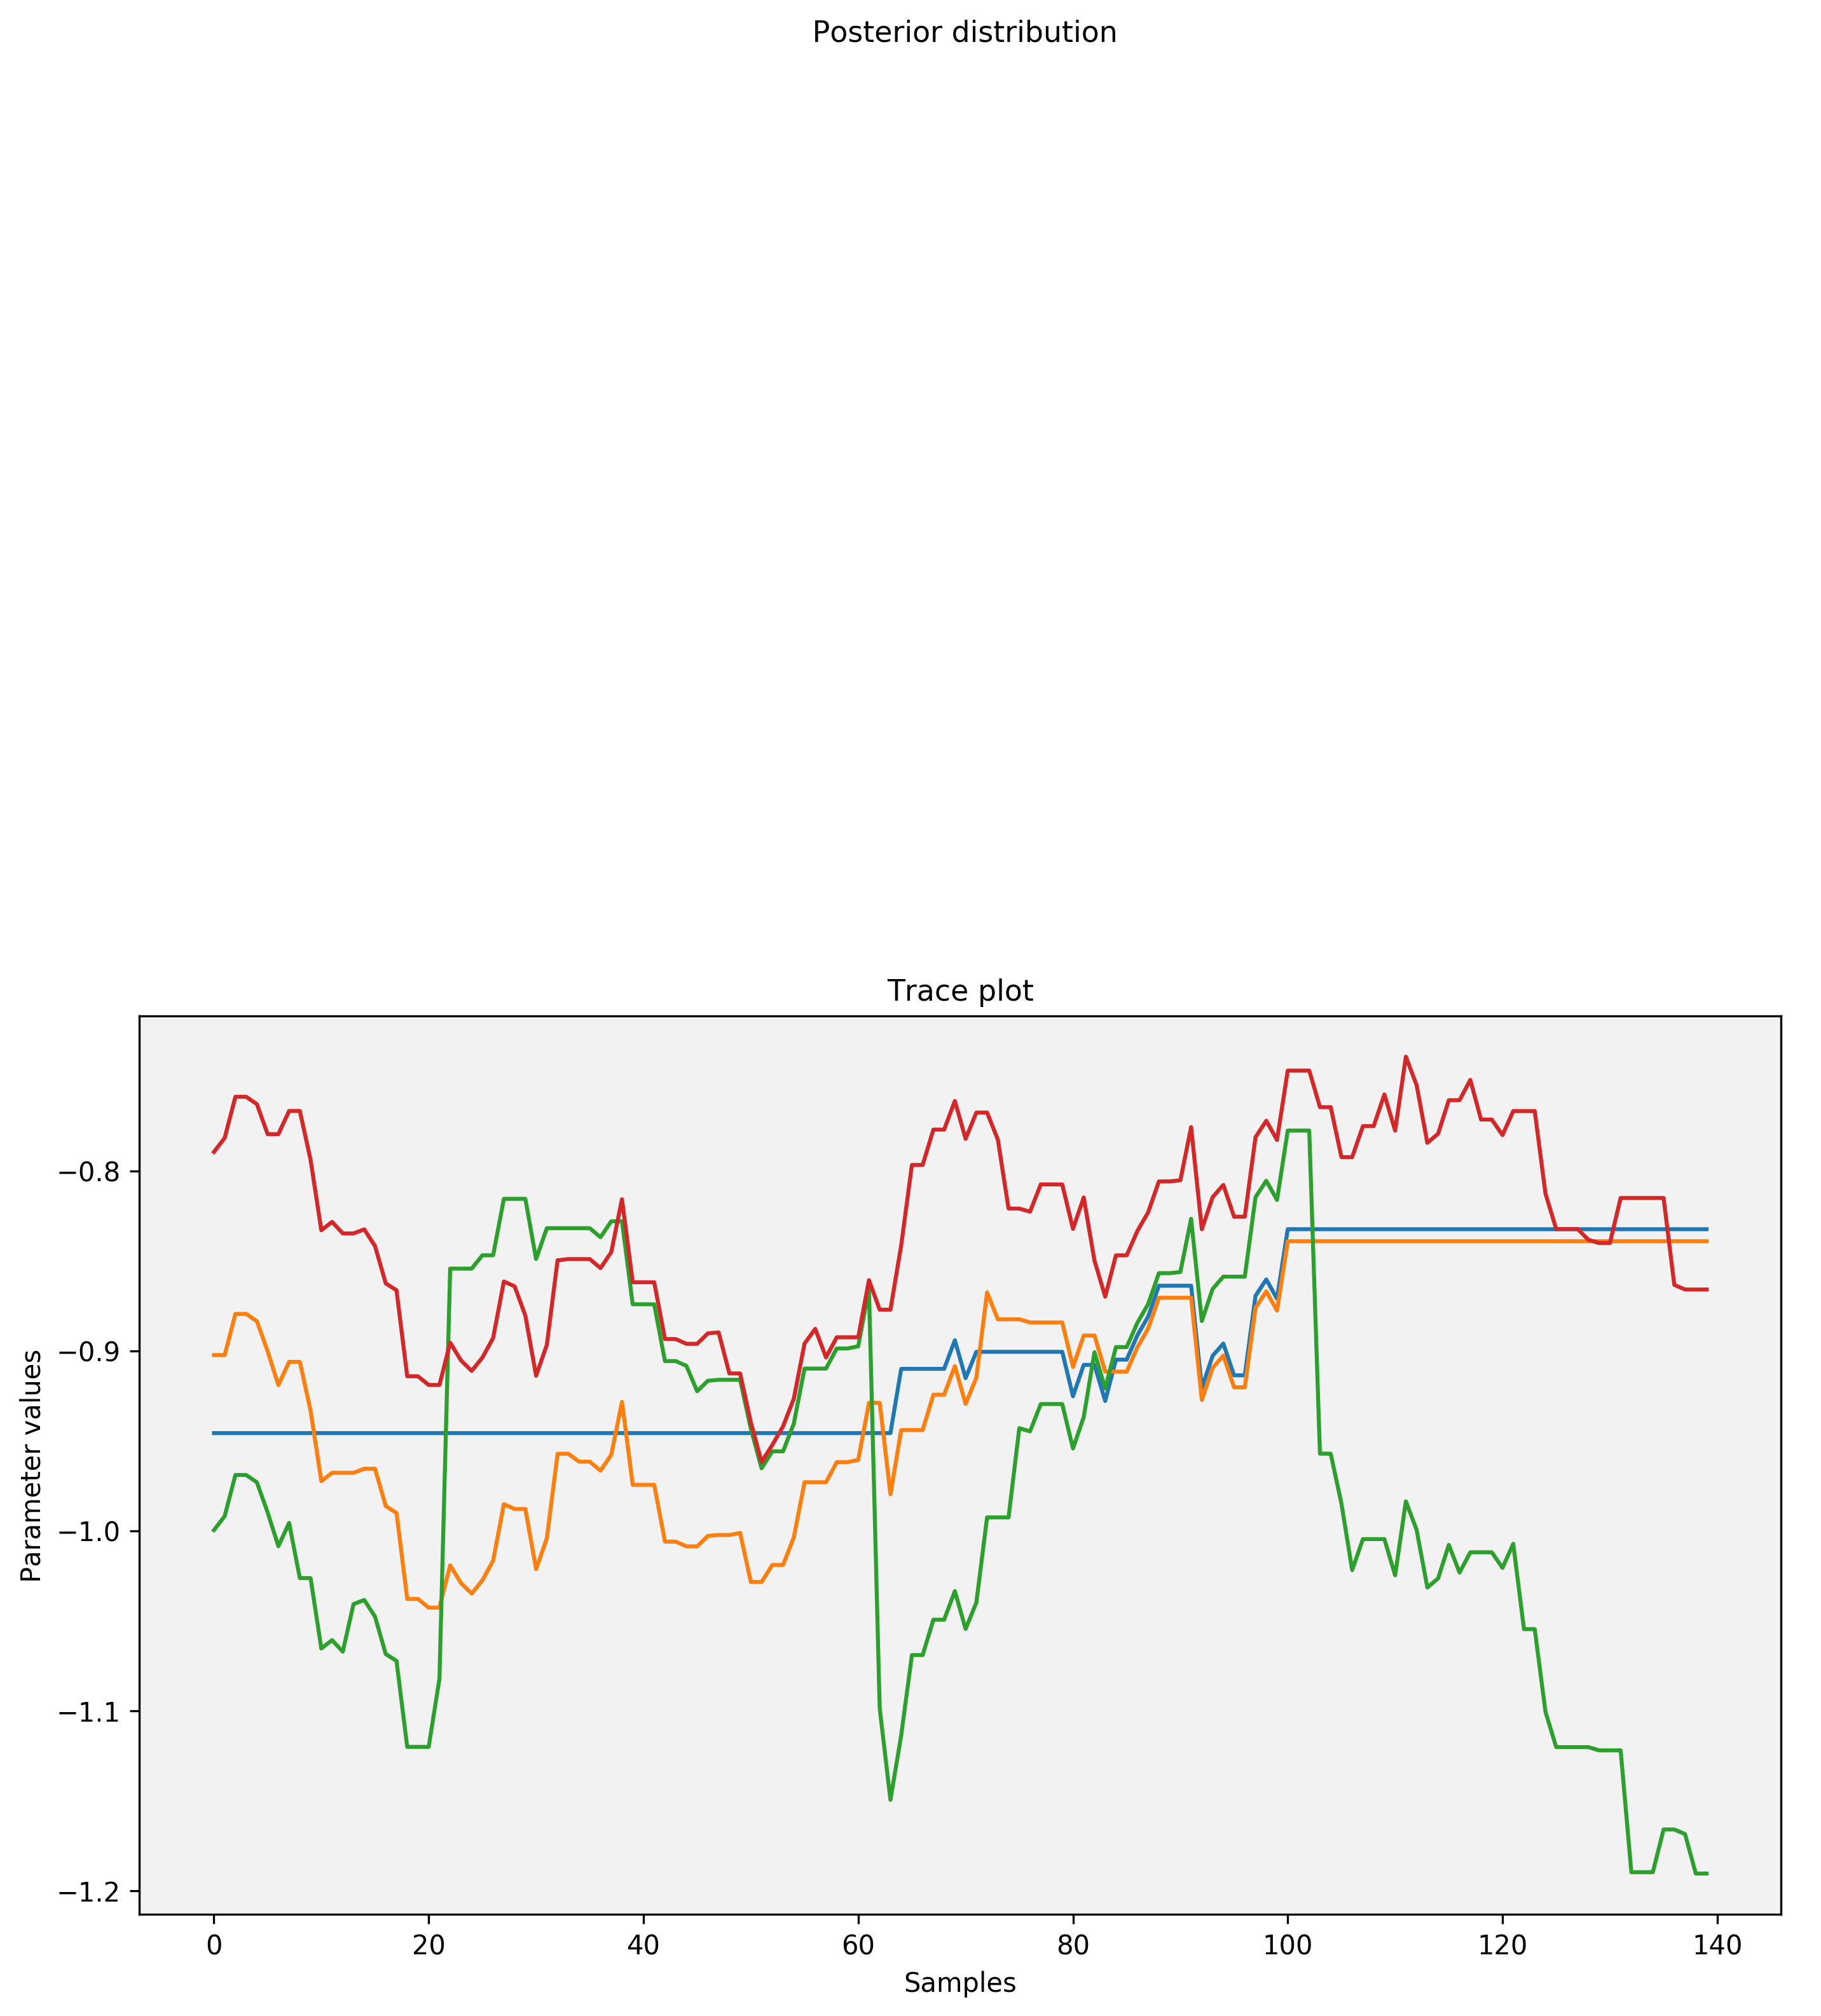 Posterior distribution
Trace plot
Parameter values
−0.8
−0.9
−1.0
−1.1
−1.2
0 20 40 60 80 100 120 140
Samples